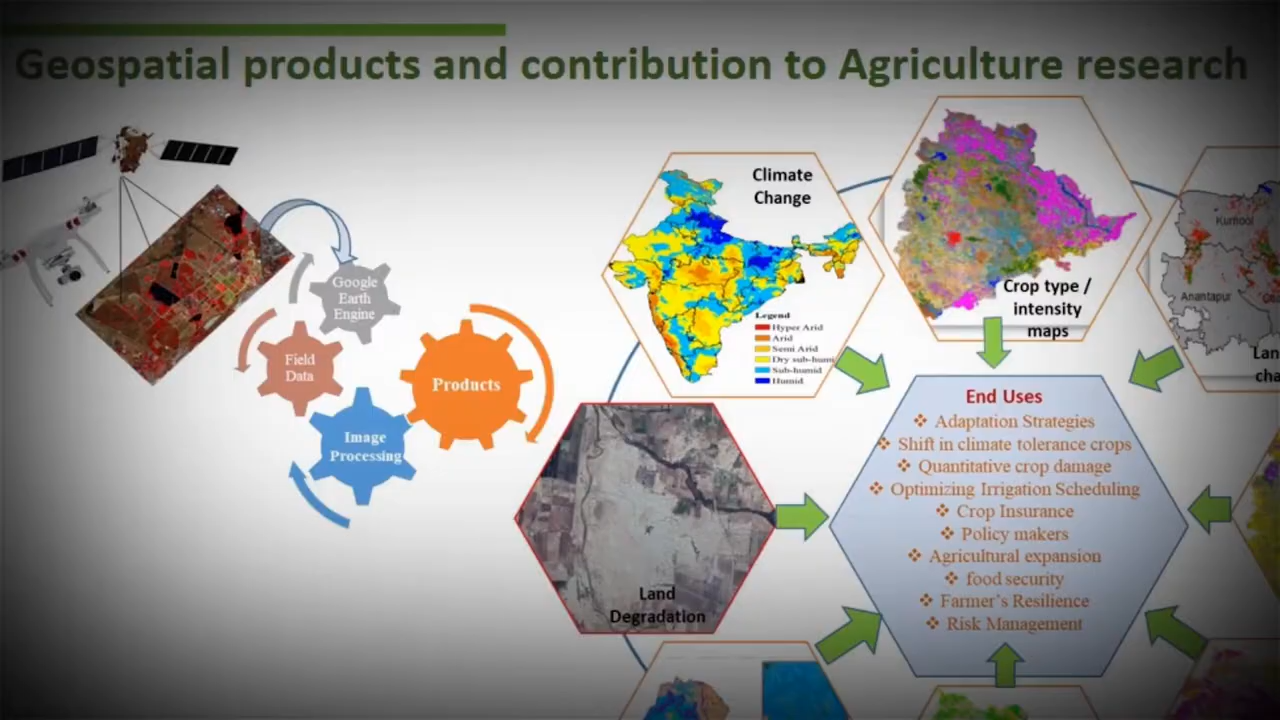 Geospatial products and contribution to Agriculture research
Google
Earth
Engine
Field
Data
Image
Processing
Products
Climate
Change
Legend
Hyper Arid
Arid
Semi Arid
Dry sub-humi
Sub-humid
Humid
Crop type /
intensity
maps
Kurnool
Anantapur
Lan
cha
Land
Degradation
End Uses
❖ Adaptation Strategies
❖ Shift in climate tolerance crops
❖ Quantitative crop damage
❖ Optimizing Irrigation Scheduling
❖ Crop Insurance
❖ Policy makers
❖ Agricultural expansion
❖ food security
❖ Farmer's Resilience
❖ Risk Management